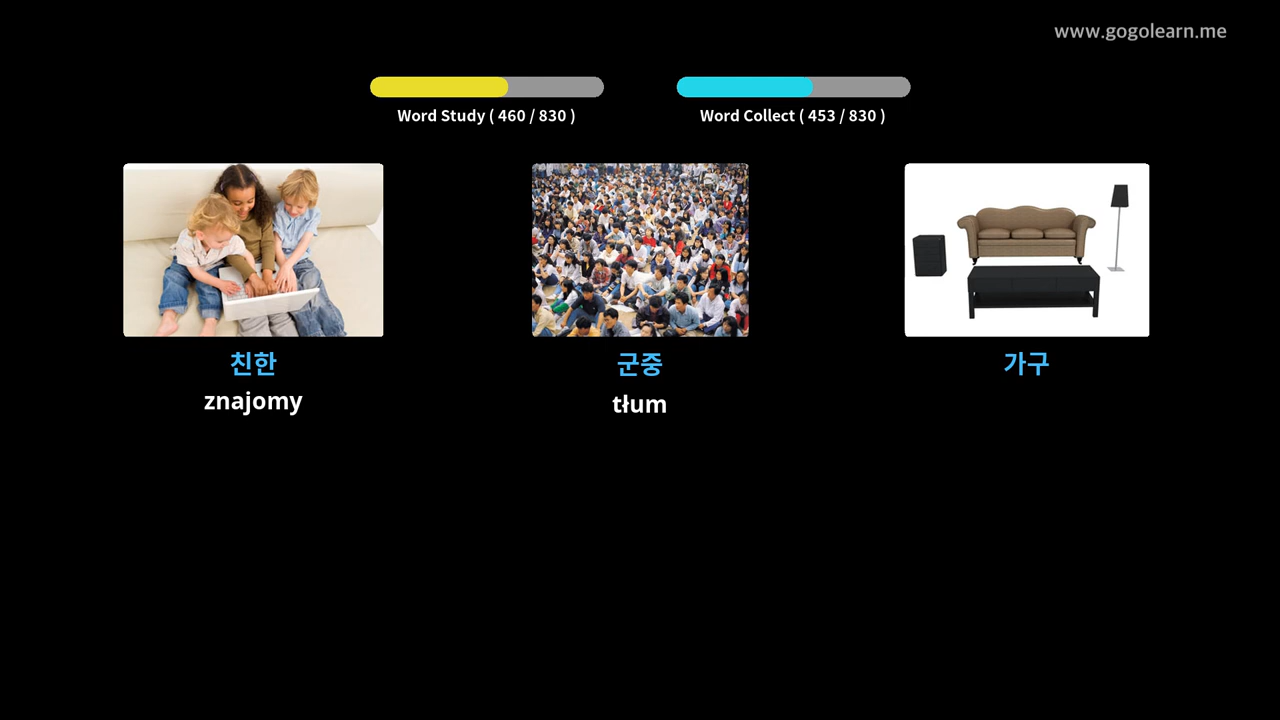 www.gogolearn.me
Word Study ( 460 / 830 )
Word Collect ( 453 / 830 )
친한
군중
가구
znajomy
tłum